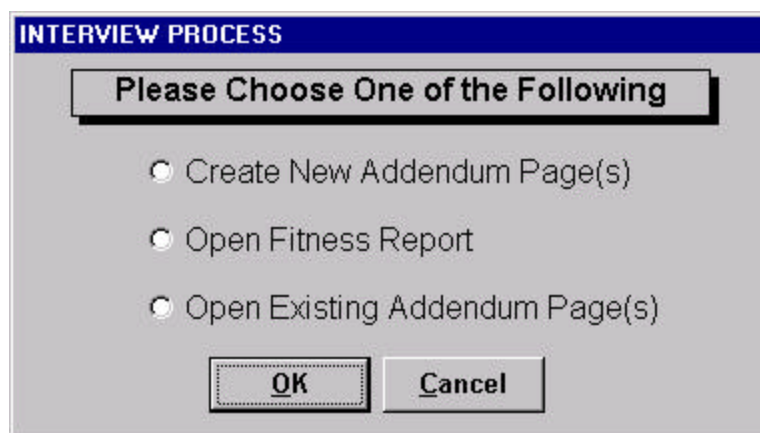 INTERVIEW PROCESS
Please Choose One of the Following
Create New Addendum Page(s)
Open Fitness Report
Open Existing Addendum Page(s)
OK Cancel